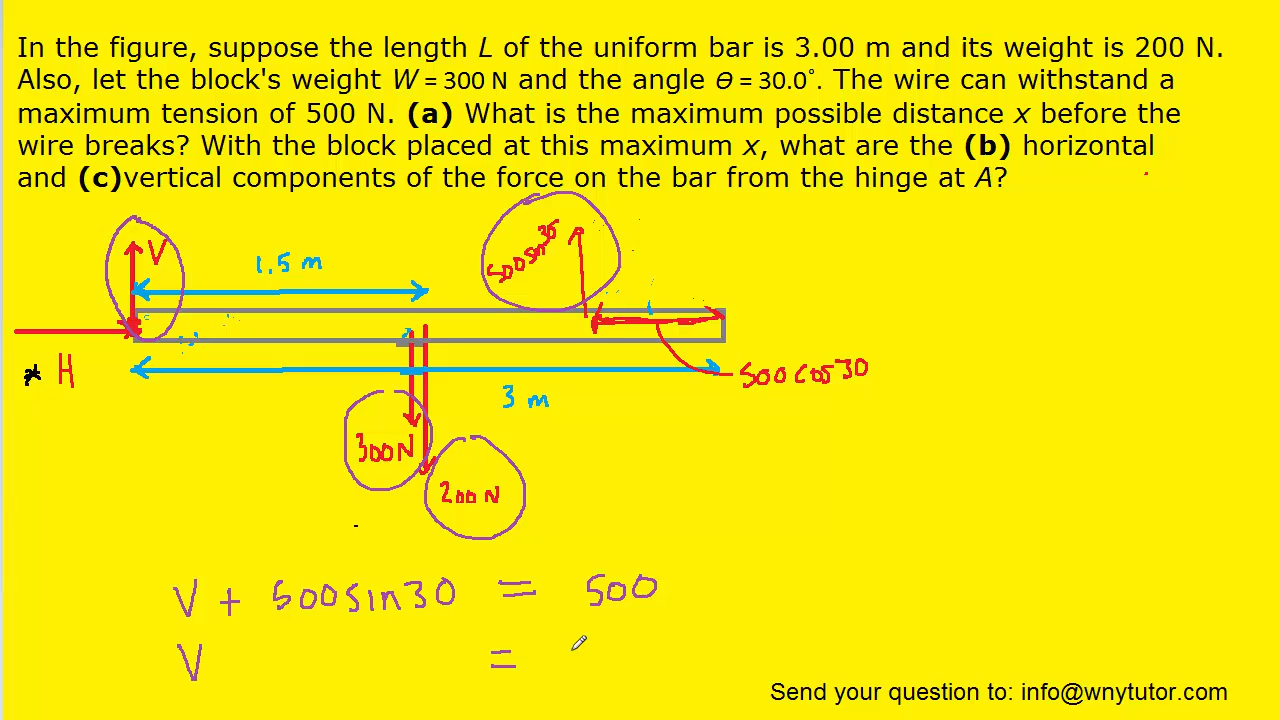 In the figure, suppose the length L of the uniform bar is 3.00 m and its weight is 200 N.
Also, let the block's weight W = 300 N and the angle Θ = 30.0°. The wire can withstand a
maximum tension of 500 N. (a) What is the maximum possible distance x before the
wire breaks? With the block placed at this maximum x, what are the (b) horizontal
and (c)vertical components of the force on the bar from the hinge at A?
V
1.5 m
500sin30
* H
3 m
500cos30
300N
200N
V + 500sin30 = 500
V =
Send your question to: info@wnytutor.com